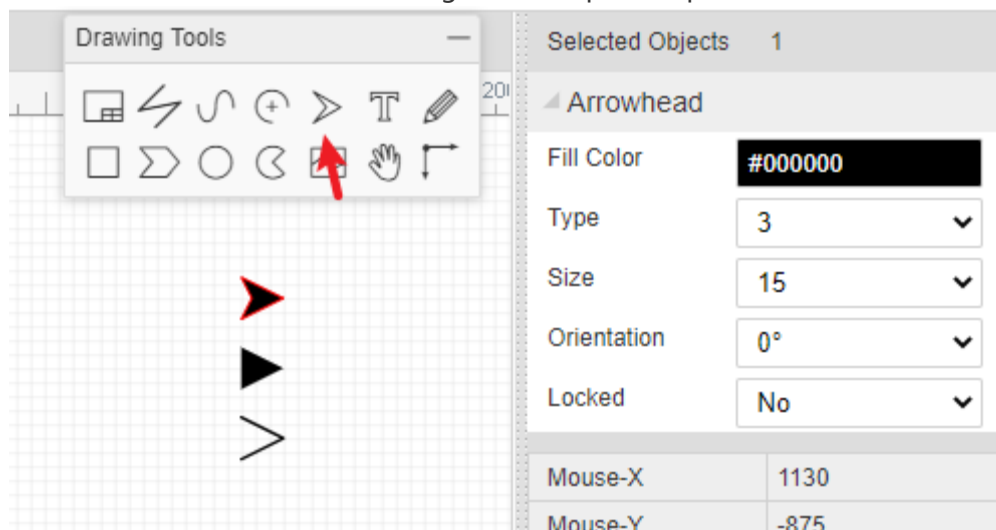 Drawing Tools
Selected Objects 1
200
T
Arrowhead
Fill Color #000000
Type 3
Size 15
Orientation 0°
Locked No
Mouse-X 1130
Mouse-Y -875